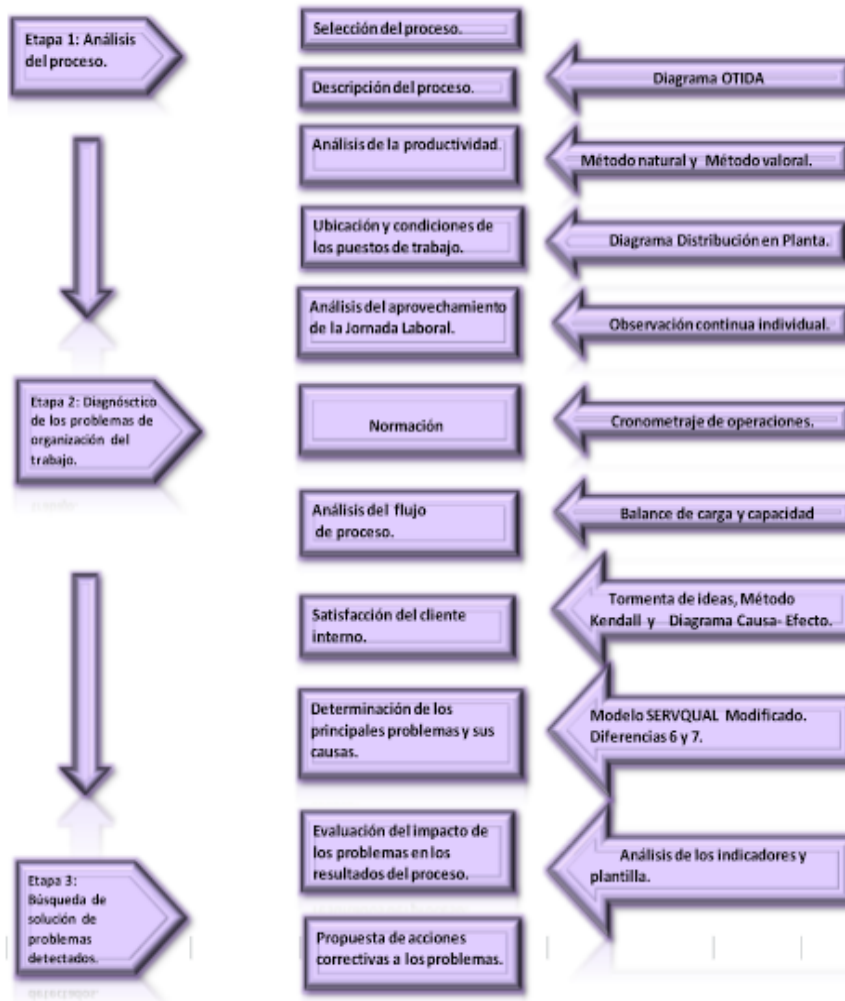 Etapa 1: Análisis
del proceso.
Selección del proceso.
Descripción del proceso.
Diagrama OTIDA
Análisis de la productividad.
Método natural y Método valoral.
Ubicación y condiciones de
los puestos de trabajo.
Diagrama Distribución en Planta.
Análisis del aprovechamiento
de la Jornada Laboral.
Observación continua individual.
Etapa 2: Diagnósctico
de los problemas de
organización del
trabajo.
Normación
Cronometraje de operaciones.
Análisis del flujo
de proceso.
Balance de carga y capacidad
Satisfacción del cliente
interno.
Tormenta de ideas, Método
Kendall y Diagrama Causa- Efecto.
Determinación de los
principales problemas y sus
causas.
Modelo SERVQUAL Modificado.
Diferencias 6 y 7.
Evaluación del impacto de
los problemas en los
resultados del proceso.
Análisis de los indicadores y
plantilla.
Etapa 3:
Búsqueda de
solución de
problemas
detectados.
Propuesta de acciones
correctivas a los problemas.